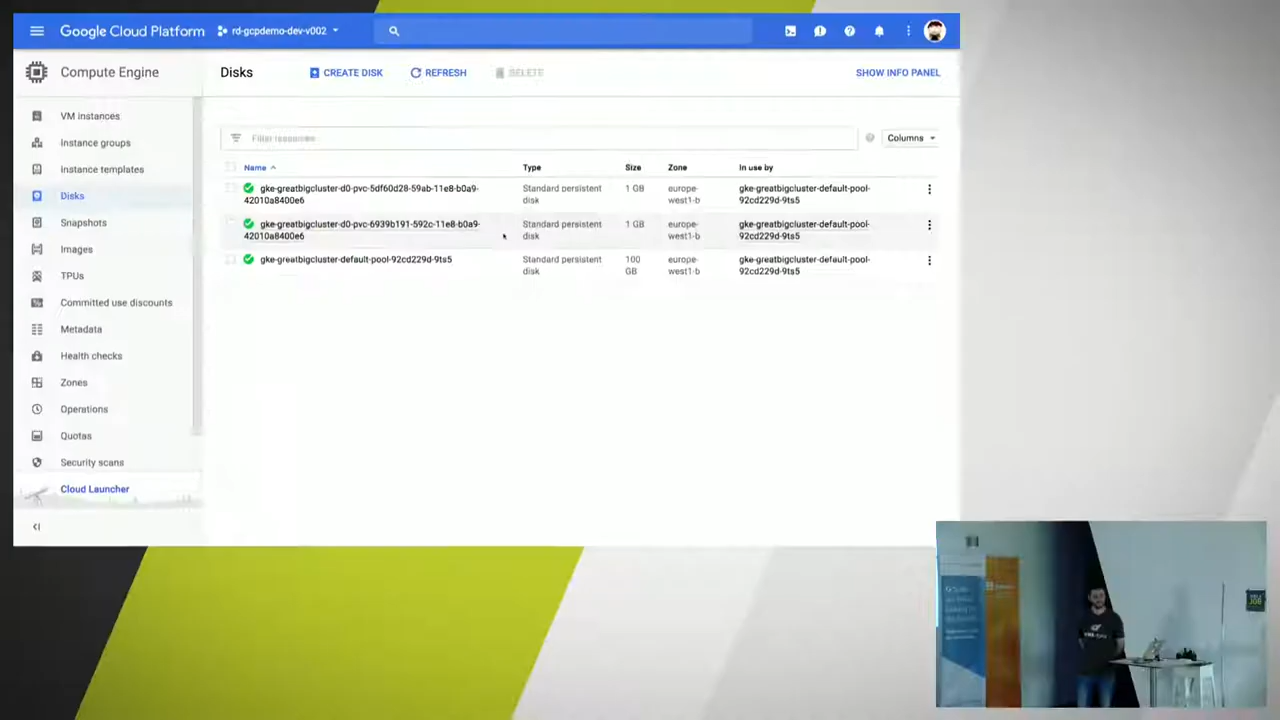 Google Cloud Platform rd-gcpdemo-dev-v002
Compute Engine
Disks CREATE DISK REFRESH DELETE SHOW INFO PANEL
VM instances
Instance groups
Instance templates
Disks
Snapshots
Images
TPUs
Committed use discounts
Metadata
Health checks
Zones
Operations
Quotas
Security scans
Cloud Launcher
Filter resources Columns
Name Type Size Zone In use by
gke-greatbigcluster-d0-pvc-5df60d28-59ab-11e8-b0a9- Standard persistent 1 GB europe- gke-greatbigcluster-default-pool-
42010a8400e6 disk west1-b 92cd229d-9ts5
gke-greatbigcluster-d0-pvc-6939b191-592c-11e8-b0a9- Standard persistent 1 GB europe- gke-greatbigcluster-default-pool-
42010a8400e6 disk west1-b 92cd229d-9ts5
gke-greatbigcluster-default-pool-92cd229d-9ts5 Standard persistent 100 europe- gke-greatbigcluster-default-pool-
disk GB west1-b 92cd229d-9ts5